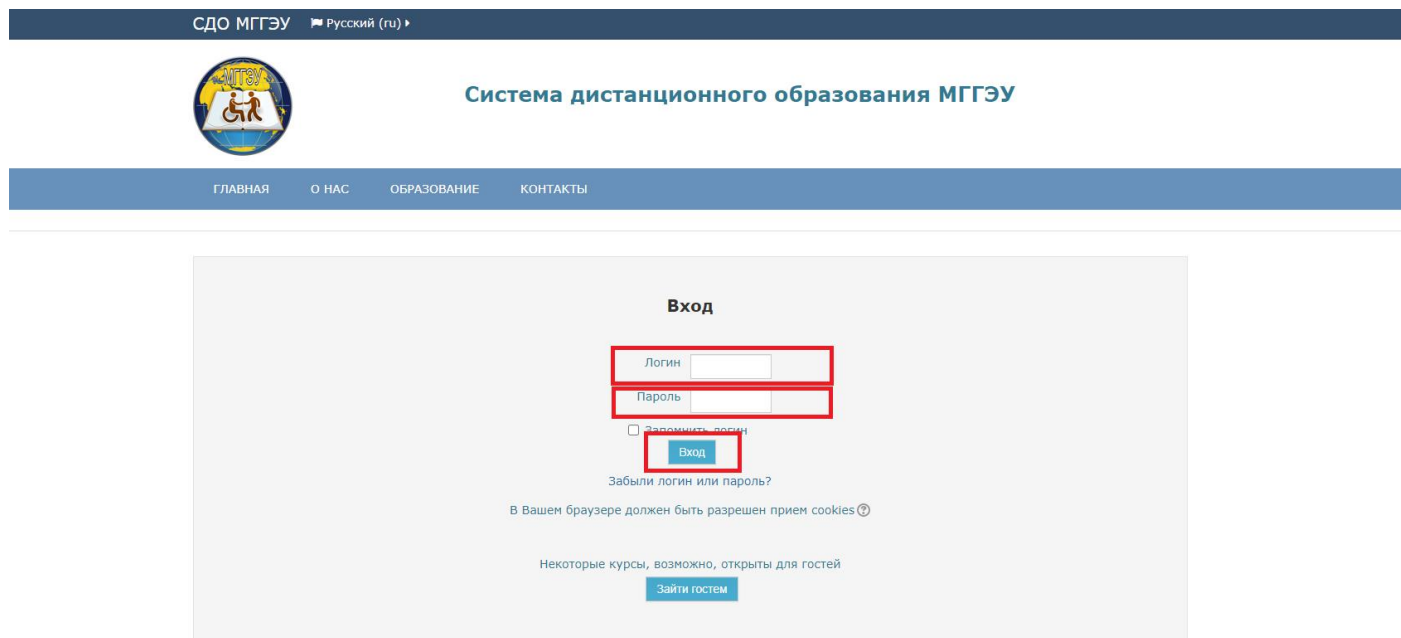 СДО МГГЭУ Русский (ru)
МГГЭУ
Система дистанционного образования МГГЭУ
ГЛАВНАЯ О НАС ОБРАЗОВАНИЕ КОНТАКТЫ
Вход
Логин
Пароль
Запомнить логин
Вход
Забыли логин или пароль?
В Вашем браузере должен быть разрешен прием cookies
Некоторые курсы, возможно, открыты для гостей
Зайти гостем